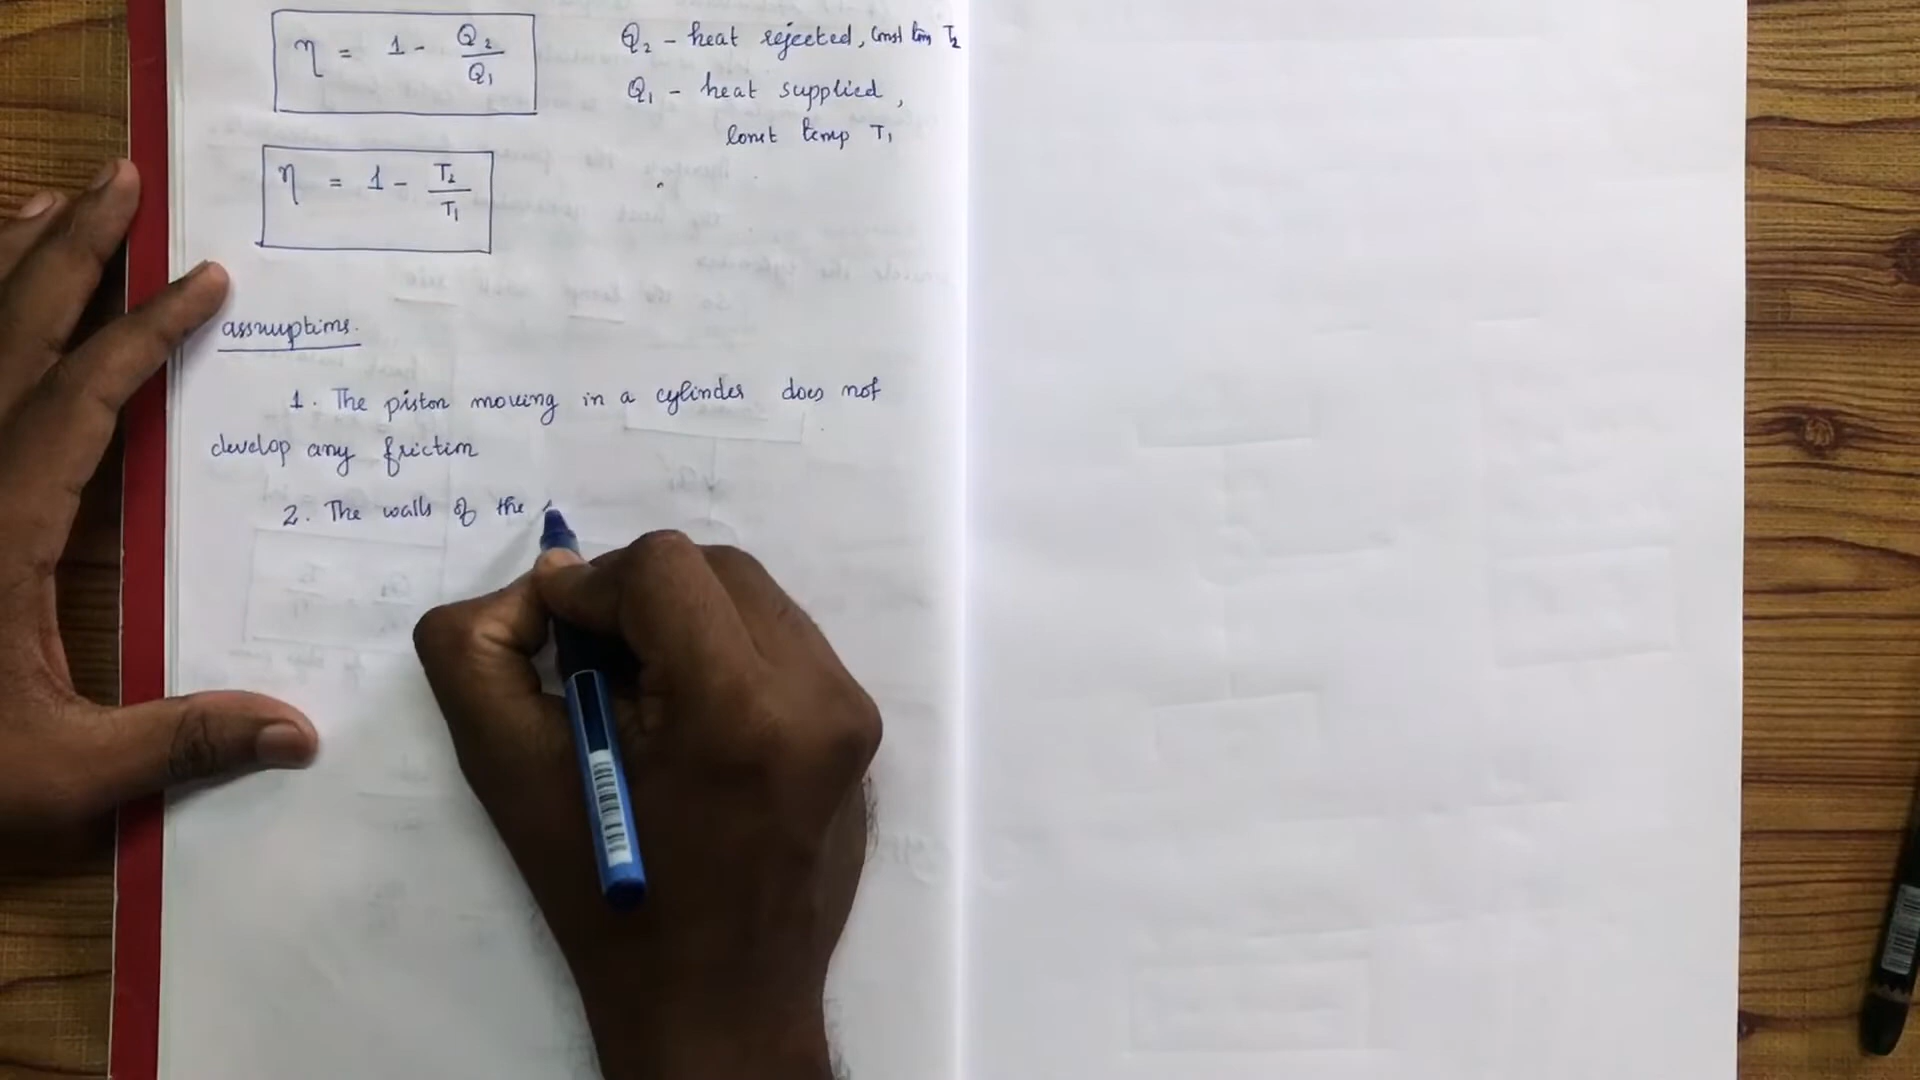 η = 1 - Q₂/Q₁
Q₂ - heat rejected, const tem T₂
Q₁ - heat supplied,
const temp T₁
η = 1 - T₂/T₁
assumptions.
1. The piston moving in a cylinder does not
develop any friction
2. The walls of the